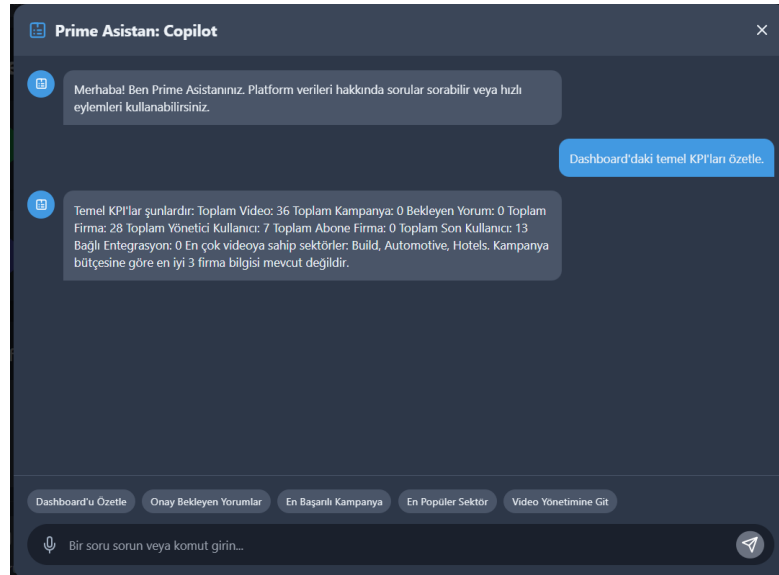 Prime Asistan: Copilot
Merhaba! Ben Prime Asistanınız. Platform verileri hakkında sorular sorabilir veya hızlı
eylemleri kullanabilirsiniz.
Dashboard'daki temel KPI'ları özetle.
Temel KPI'lar şunlardır: Toplam Video: 36 Toplam Kampanya: 0 Bekleyen Yorum: 0 Toplam
Firma: 28 Toplam Yönetici Kullanıcı: 7 Toplam Abone Firma: 0 Toplam Son Kullanıcı: 13
Bağlı Entegrasyon: 0 En çok videoya sahip sektörler: Build, Automotive, Hotels. Kampanya
bütçesine göre en iyi 3 firma bilgisi mevcut değildir.
Dashboard'u Özetle Onay Bekleyen Yorumlar En Başarılı Kampanya En Popüler Sektör Video Yönetimine Git
Bir soru sorun veya komut girin...